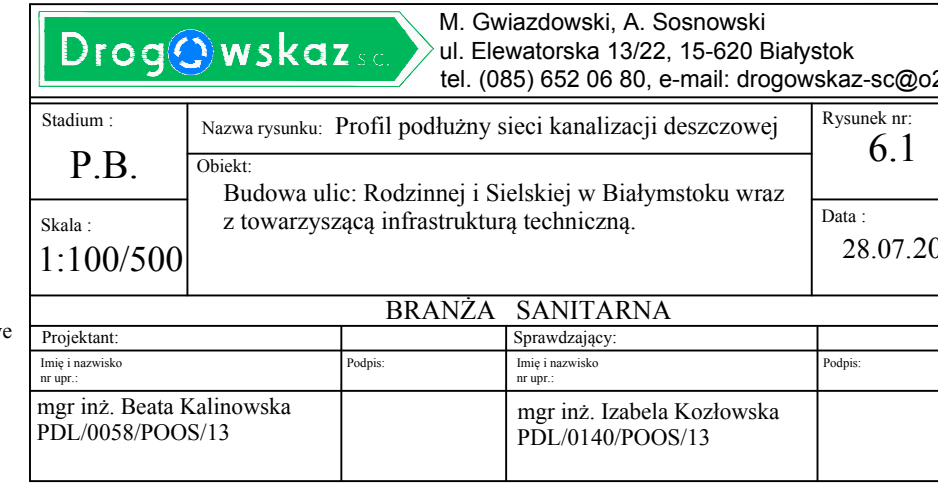 Drogowskaz s.c.
M. Gwiazdowski, A. Sosnowski
ul. Elewatorska 13/22, 15-620 Białystok
tel. (085) 652 06 80, e-mail: drogowskaz-sc@o2
Stadium :
P.B.
Nazwa rysunku: Profil podłużny sieci kanalizacji deszczowej
Rysunek nr:
6.1
Obiekt:
Budowa ulic: Rodzinnej i Sielskiej w Białymstoku wraz
z towarzyszącą infrastrukturą techniczną.
Skala :
1:100/500
Data :
28.07.20
BRANŻA SANITARNA
Projektant:
Sprawdzający:
Imię i nazwisko
nr upr.:
Podpis:
Imię i nazwisko
nr upr.:
Podpis:
mgr inż. Beata Kalinowska
PDL/0058/POOS/13
mgr inż. Izabela Kozłowska
PDL/0140/POOS/13